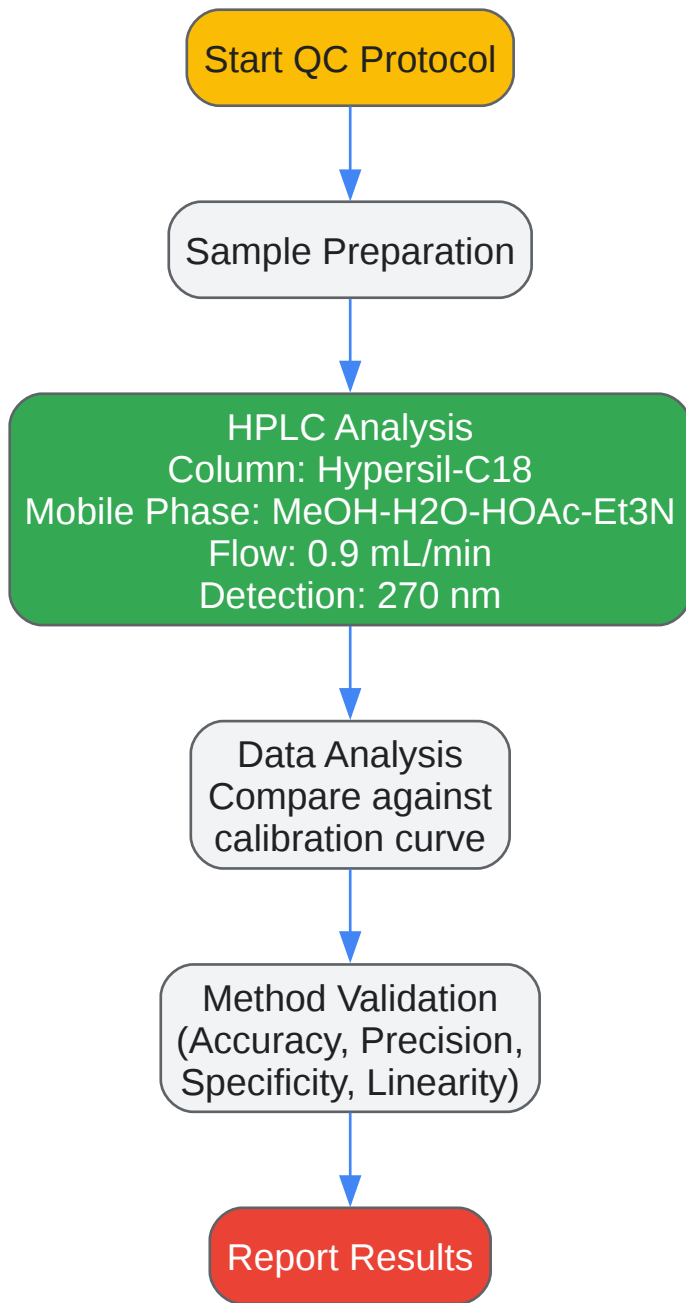 Start QC Protocol
Sample Preparation
HPLC Analysis
Column: Hypersil-C18
Mobile Phase: MeOH-H2O-HOAc-Et3N
Flow: 0.9 mL/min
Detection: 270 nm
Data Analysis
Compare against
calibration curve
Method Validation
(Accuracy, Precision,
Specificity, Linearity)
Report Results